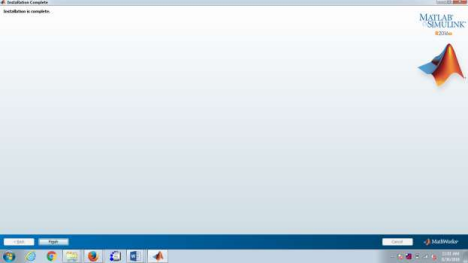 Installation Complete
Installation is complete.
MATLAB®
SIMULINK®
R2016a
< Back
Finish
Cancel
MathWorks